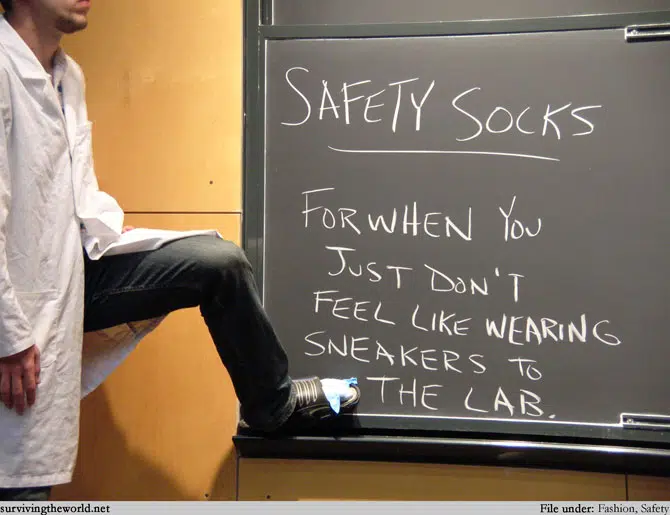 SAFETY SOCKS
FOR WHEN YOU
JUST DON'T
FEEL LIKE WEARING
SNEAKERS TO
THE LAB.
survivingtheworld.net
File under: Fashion, Safety